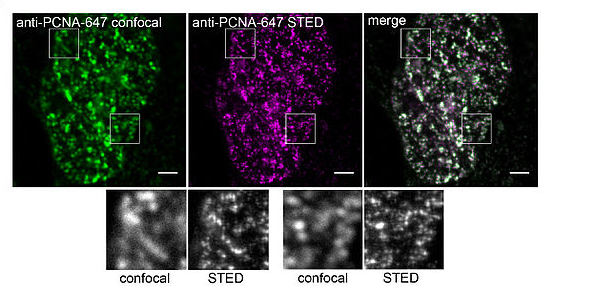 anti-PCNA-647 confocal
anti-PCNA-647 STED
merge
confocal
STED
confocal
STED